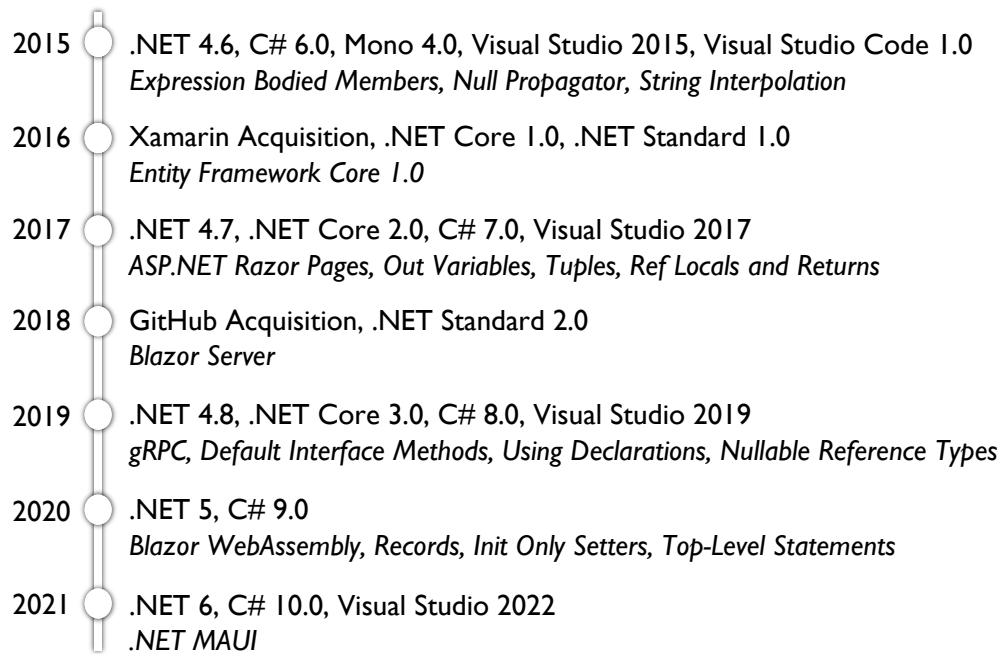 2015 .NET 4.6, C# 6.0, Mono 4.0, Visual Studio 2015, Visual Studio Code 1.0
Expression Bodied Members, Null Propagator, String Interpolation
2016 Xamarin Acquisition, .NET Core 1.0, .NET Standard 1.0
Entity Framework Core 1.0
2017 .NET 4.7, .NET Core 2.0, C# 7.0, Visual Studio 2017
ASP.NET Razor Pages, Out Variables, Tuples, Ref Locals and Returns
2018 GitHub Acquisition, .NET Standard 2.0
Blazor Server
2019 .NET 4.8, .NET Core 3.0, C# 8.0, Visual Studio 2019
gRPC, Default Interface Methods, Using Declarations, Nullable Reference Types
2020 .NET 5, C# 9.0
Blazor WebAssembly, Records, Init Only Setters, Top-Level Statements
2021 .NET 6, C# 10.0, Visual Studio 2022
.NET MAUI